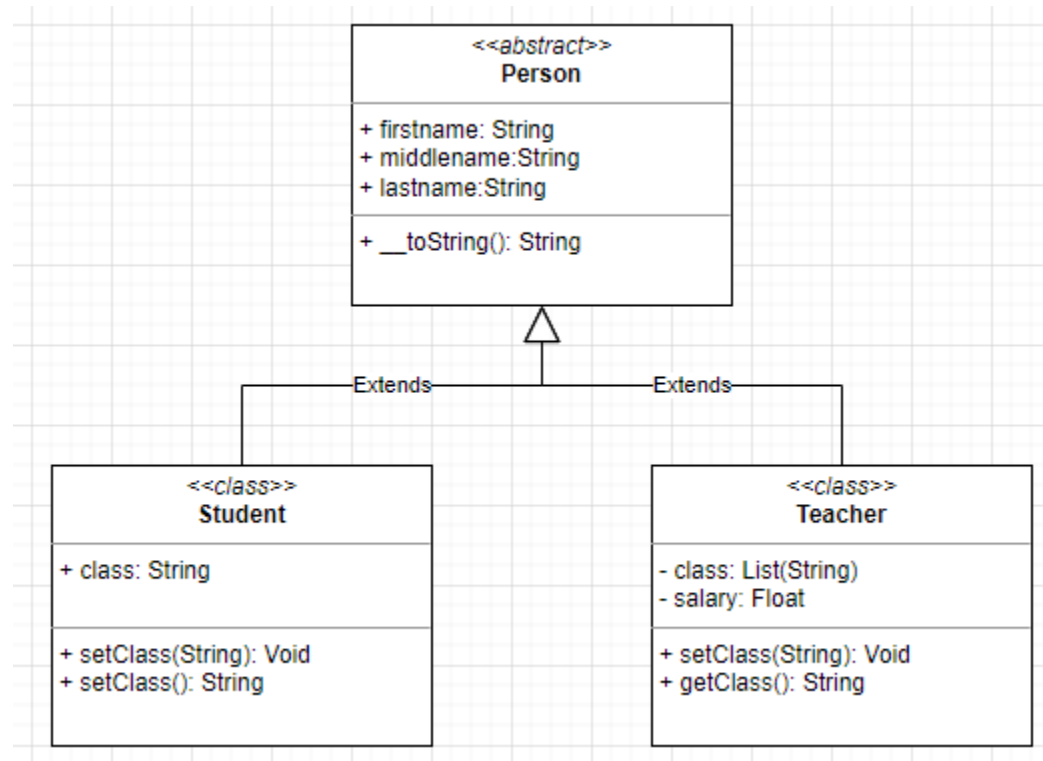 <<abstract>>
Person
+ firstname: String
+ middlename:String
+ lastname:String
+ __toString(): String
Extends
Extends
<<class>>
Student
+ class: String
+ setClass(String): Void
+ setClass(): String
<<class>>
Teacher
- class: List(String)
- salary: Float
+ setClass(String): Void
+ getClass(): String